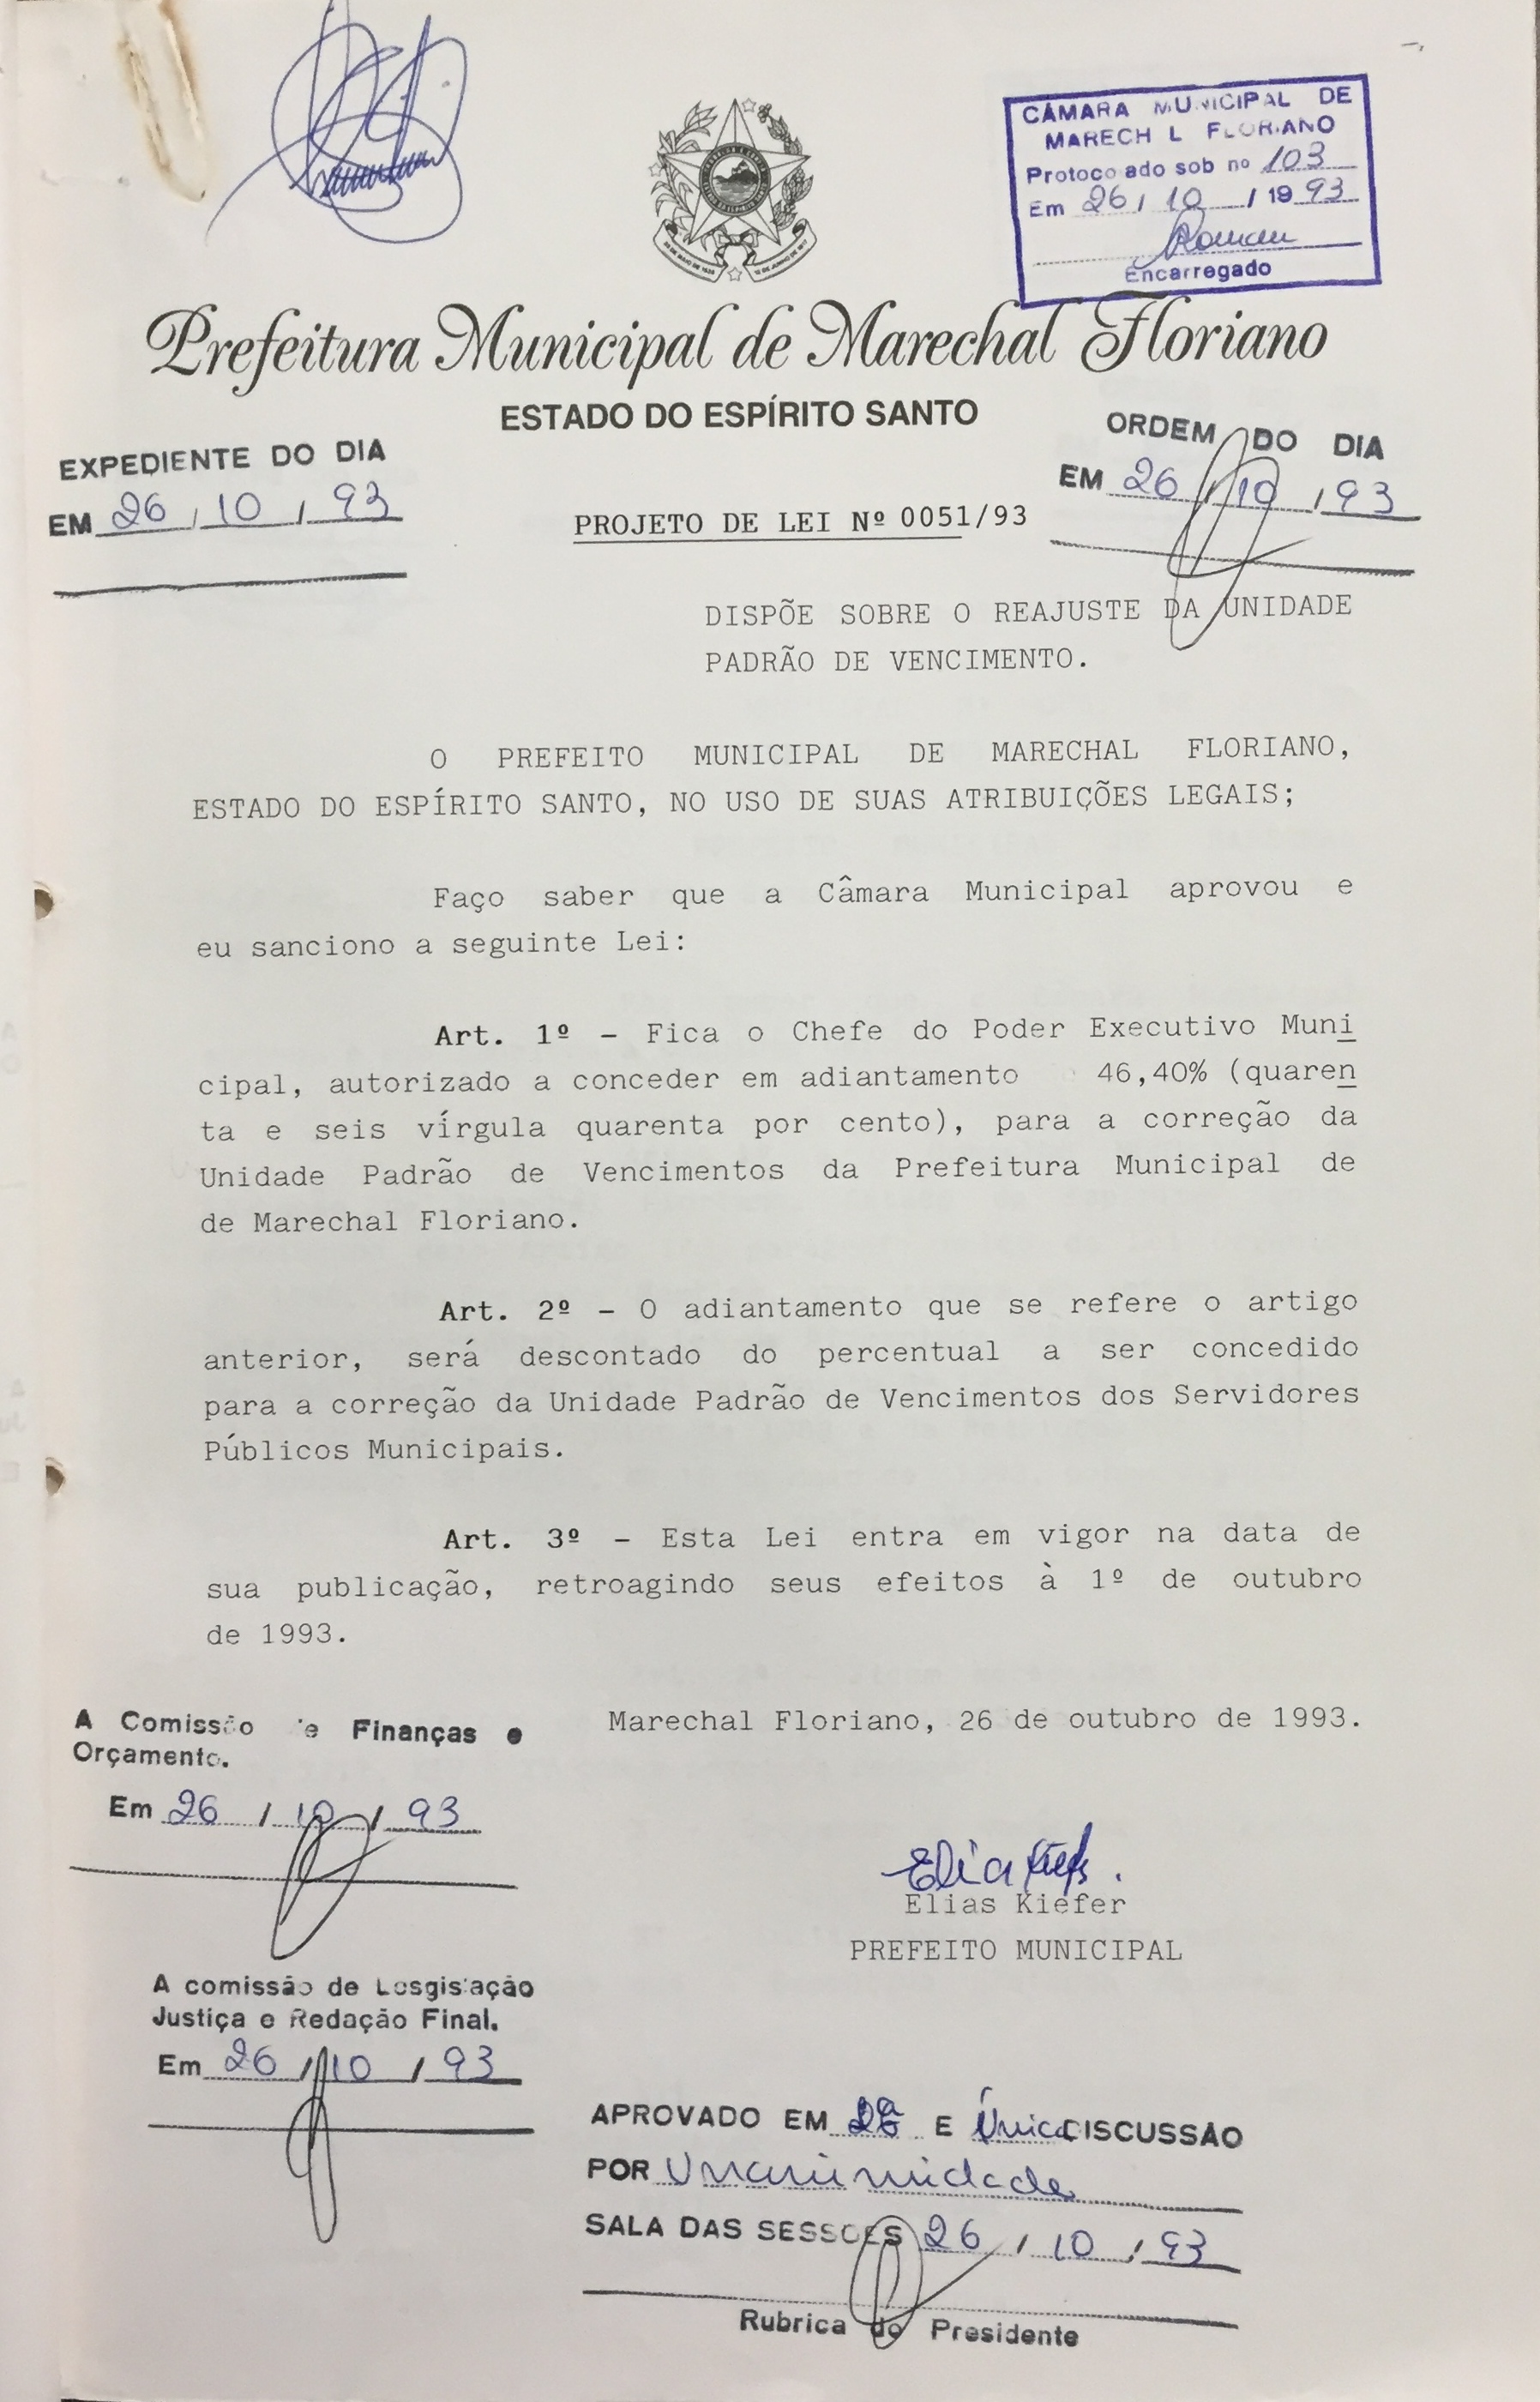 CÂMARA MUNICIPAL DE
MARECH L FLORIANO
Protoco ado sob nº 103
Em 26 / 10 / 19 93
Encarregado
Prefeitura Municipal de Marechal Floriano
ESTADO DO ESPÍRITO SANTO
EXPEDIENTE DO DIA
EM 26 / 10 / 93
ORDEM DO DIA
EM 26 / 10 / 93
PROJETO DE LEI Nº 0051/93
DISPÕE SOBRE O REAJUSTE DA UNIDADE
PADRÃO DE VENCIMENTO.
O PREFEITO MUNICIPAL DE MARECHAL FLORIANO,
ESTADO DO ESPÍRITO SANTO, NO USO DE SUAS ATRIBUIÇÕES LEGAIS;
Faço saber que a Câmara Municipal aprovou e
eu sanciono a seguinte Lei:
Art. 1º - Fica o Chefe do Poder Executivo Muni
cipal, autorizado a conceder em adiantamento 46,40% (quaren
ta e seis vírgula quarenta por cento), para a correção da
Unidade Padrão de Vencimentos da Prefeitura Municipal de
de Marechal Floriano.
Art. 2º - O adiantamento que se refere o artigo
anterior, será descontado do percentual a ser concedido
para a correção da Unidade Padrão de Vencimentos dos Servidores
Públicos Municipais.
Art. 3º - Esta Lei entra em vigor na data de
sua publicação, retroagindo seus efeitos à 1º de outubro
de 1993.
Marechal Floriano, 26 de outubro de 1993.
A Comissão e Finanças e
Orçamento.
Em 26 / 10 / 93
Elias Kiefer
PREFEITO MUNICIPAL
A comissão de Lesgislação
Justiça e Redação Final.
Em 26 / 10 / 93
APROVADO EM E Única DISCUSSÃO
POR Unanimidade
SALA DAS SESSOES 26 / 10 / 93
Rubrica do Presidente